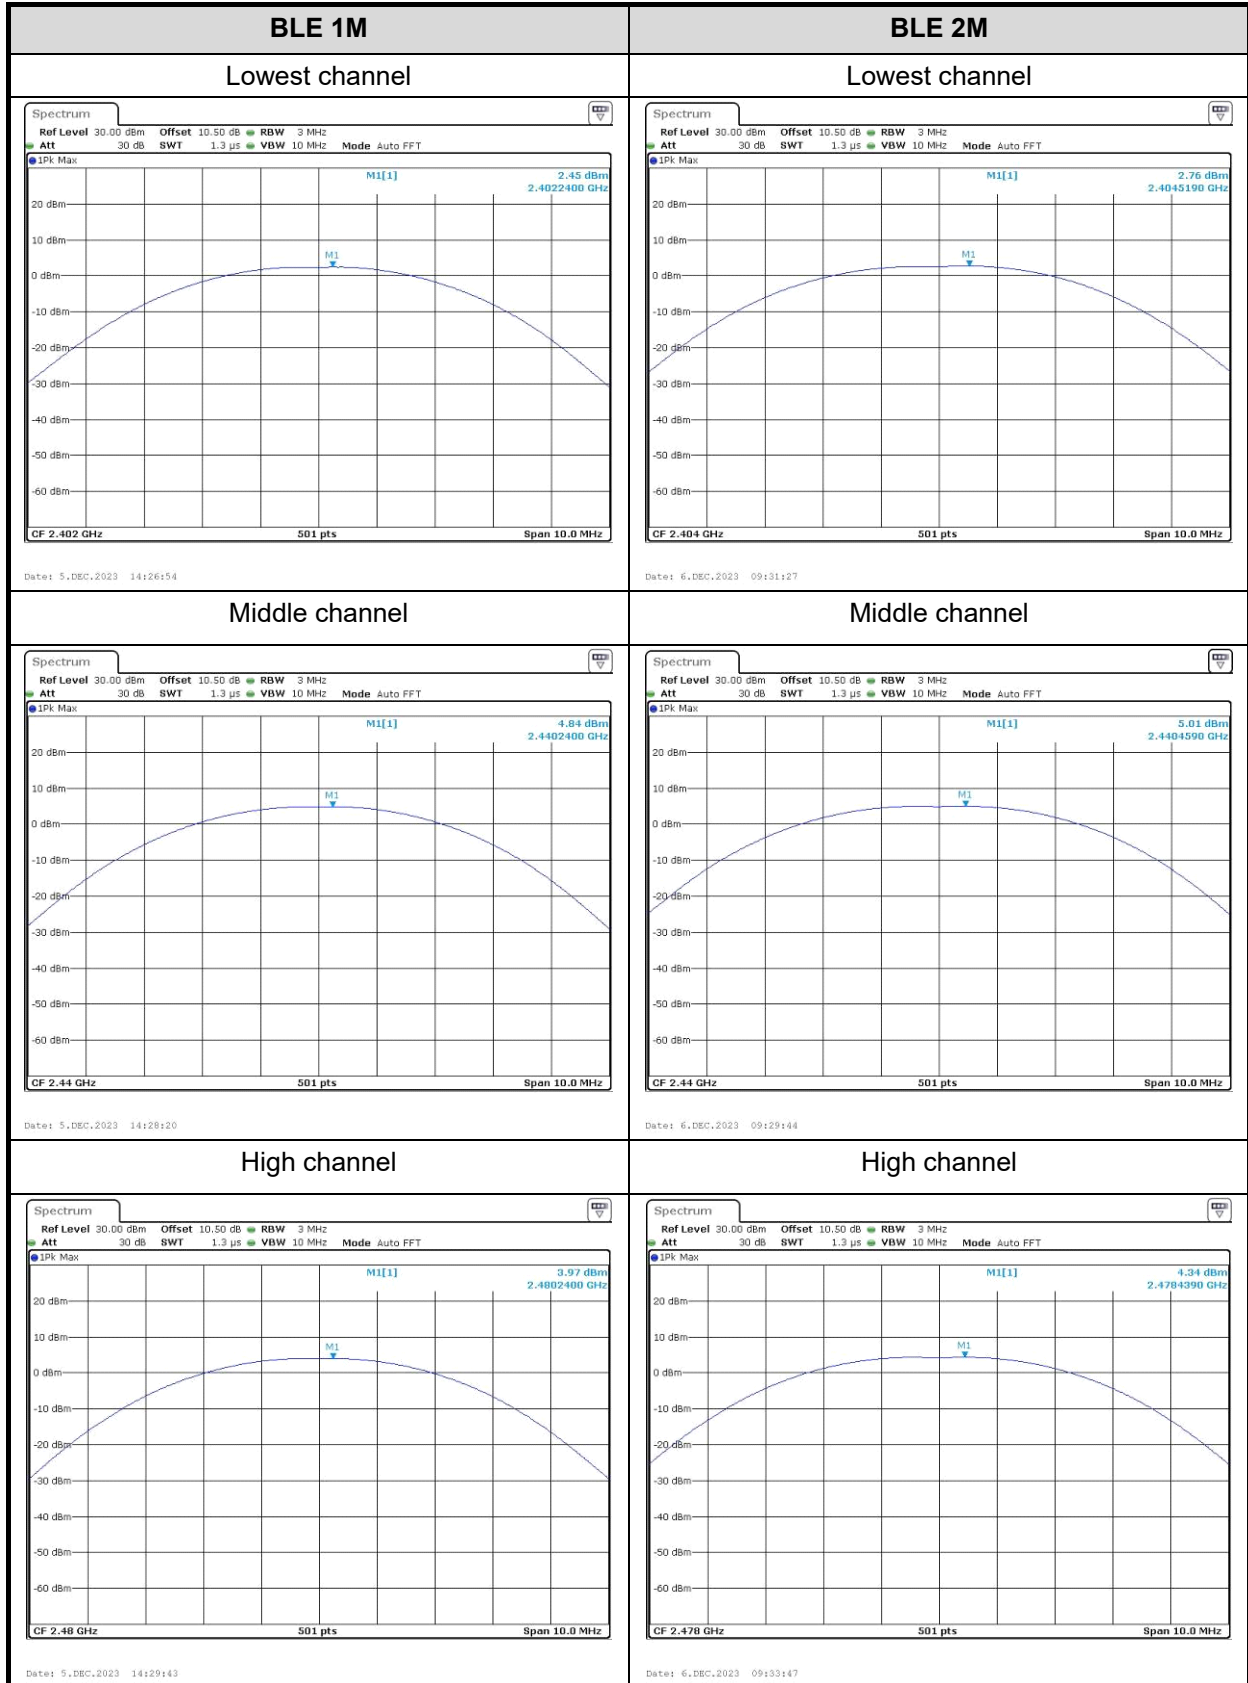 BLE 1M
BLE 2M
Lowest channel
Lowest channel
Spectrum
Ref Level 30.00 dBm Offset 10.50 dB RBW 3 MHz
Att 30 dB SWT 1.3 µs VBW 10 MHz Mode Auto FFT
1Pk Max
M1[1] 2.45 dBm
2.4022400 GHz
20 dBm
10 dBm
M1
0 dBm
-10 dBm
-20 dBm
-30 dBm
-40 dBm
-50 dBm
-60 dBm
CF 2.402 GHz 501 pts Span 10.0 MHz
Date: 5.DEC.2023 14:26:54
Spectrum
Ref Level 30.00 dBm Offset 10.50 dB RBW 3 MHz
Att 30 dB SWT 1.3 µs VBW 10 MHz Mode Auto FFT
1Pk Max
M1[1] 2.76 dBm
2.4045190 GHz
20 dBm
10 dBm
M1
0 dBm
-10 dBm
-20 dBm
-30 dBm
-40 dBm
-50 dBm
-60 dBm
CF 2.404 GHz 501 pts Span 10.0 MHz
Date: 6.DEC.2023 09:31:27
Middle channel
Middle channel
Spectrum
Ref Level 30.00 dBm Offset 10.50 dB RBW 3 MHz
Att 30 dB SWT 1.3 µs VBW 10 MHz Mode Auto FFT
1Pk Max
M1[1] 4.84 dBm
2.4402400 GHz
20 dBm
10 dBm
M1
0 dBm
-10 dBm
-20 dBm
-30 dBm
-40 dBm
-50 dBm
-60 dBm
CF 2.44 GHz 501 pts Span 10.0 MHz
Date: 5.DEC.2023 14:28:20
Spectrum
Ref Level 30.00 dBm Offset 10.50 dB RBW 3 MHz
Att 30 dB SWT 1.3 µs VBW 10 MHz Mode Auto FFT
1Pk Max
M1[1] 5.01 dBm
2.4404590 GHz
20 dBm
10 dBm
M1
0 dBm
-10 dBm
-20 dBm
-30 dBm
-40 dBm
-50 dBm
-60 dBm
CF 2.44 GHz 501 pts Span 10.0 MHz
Date: 6.DEC.2023 09:29:44
High channel
High channel
Spectrum
Ref Level 30.00 dBm Offset 10.50 dB RBW 3 MHz
Att 30 dB SWT 1.3 µs VBW 10 MHz Mode Auto FFT
1Pk Max
M1[1] 3.97 dBm
2.4802400 GHz
20 dBm
10 dBm
M1
0 dBm
-10 dBm
-20 dBm
-30 dBm
-40 dBm
-50 dBm
-60 dBm
CF 2.48 GHz 501 pts Span 10.0 MHz
Date: 5.DEC.2023 14:29:43
Spectrum
Ref Level 30.00 dBm Offset 10.50 dB RBW 3 MHz
Att 30 dB SWT 1.3 µs VBW 10 MHz Mode Auto FFT
1Pk Max
M1[1] 4.34 dBm
2.4784390 GHz
20 dBm
10 dBm
M1
0 dBm
-10 dBm
-20 dBm
-30 dBm
-40 dBm
-50 dBm
-60 dBm
CF 2.478 GHz 501 pts Span 10.0 MHz
Date: 6.DEC.2023 09:33:47